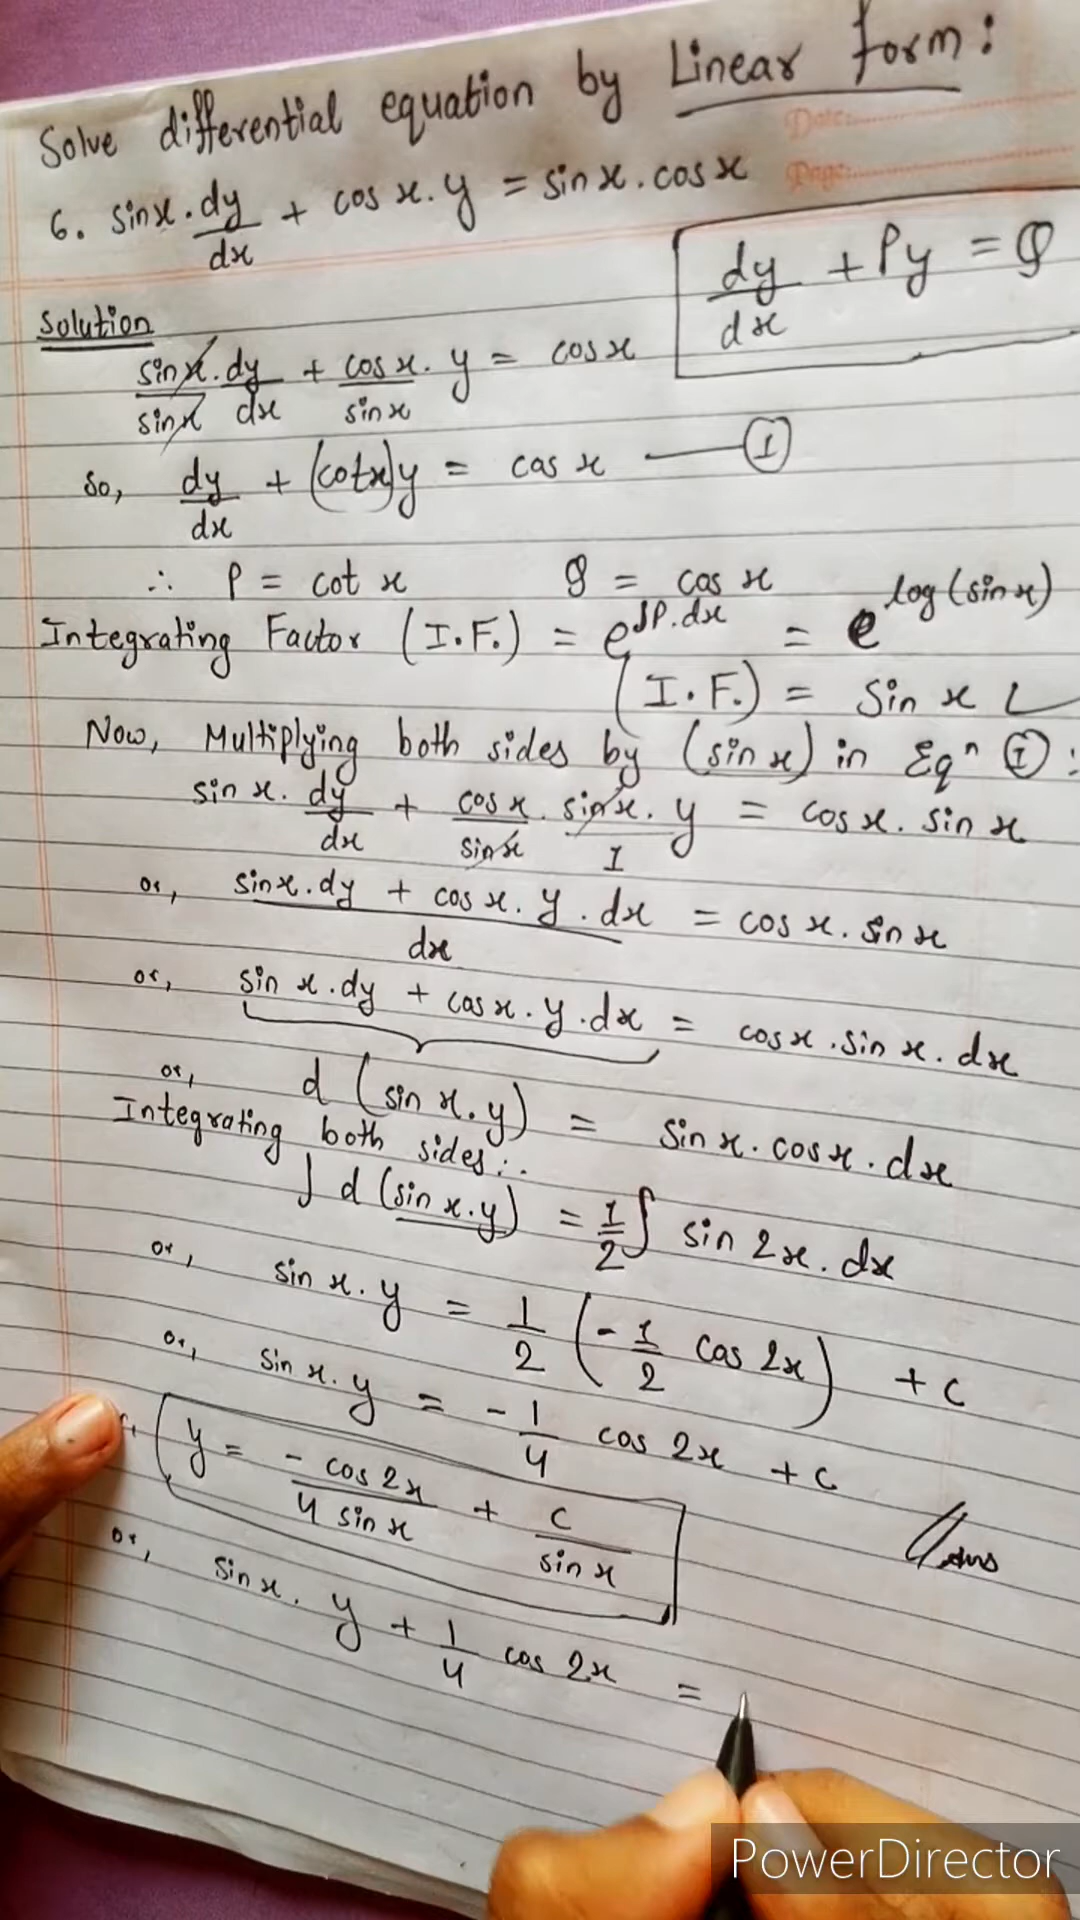 Solve differential equation by Linear form:
Date:
6. sin x . dy/dx + cos x . y = sin x . cos x
Page:
dy/dx + Py = Q
Solution
sin x . dy / sin x dx + cos x / sin x . y = cos x
So, dy/dx + (cot x) y = cos x —— (I)
∴ P = cot x Q = cos x
Integrating Factor (I.F.) = e^∫P.dx = e^log(sin x)
(I.F.) = Sin x
Now, Multiplying both sides by (sin x) in Eqⁿ (I):
sin x . dy/dx + cos x / sin x . sin x / 1 . y = cos x . sin x
or, sin x . dy + cos x . y . dx / dx = cos x . sin x
or, sin x . dy + cos x . y . dx = cos x . sin x . dx
or, d (sin x . y) = sin x . cos x . dx
Integrating both sides:.
∫ d (sin x . y) = 1/2 ∫ sin 2x . dx
or, sin x . y = 1/2 (- 1/2 cos 2x) + c
or, sin x . y = - 1/4 cos 2x + c
y = - cos 2x / 4 sin x + c / sin x
Ans
or, sin x . y + 1/4 cos 2x =
PowerDirector